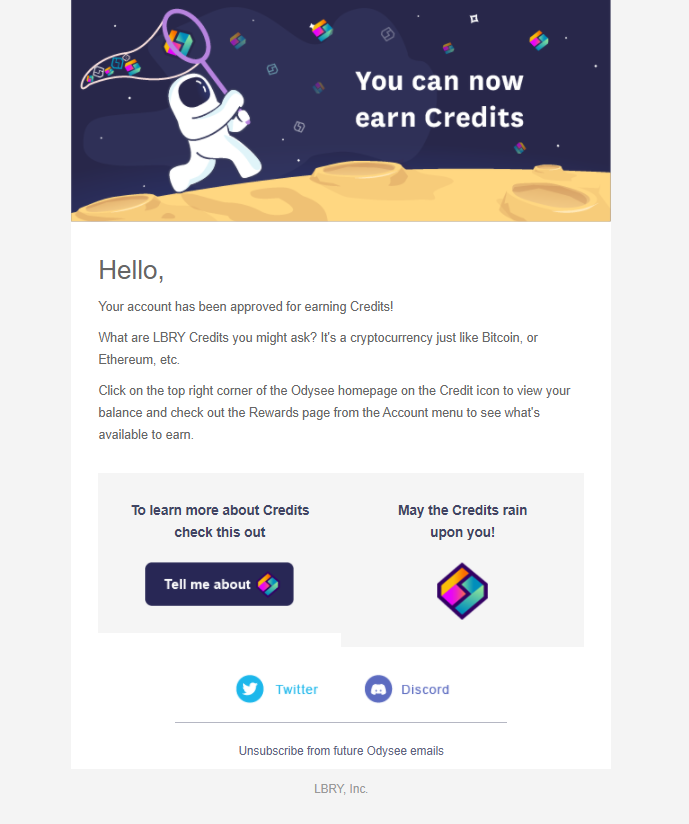 You can now
earn Credits
Hello,
Your account has been approved for earning Credits!
What are LBRY Credits you might ask? It's a cryptocurrency just like Bitcoin, or
Ethereum, etc.
Click on the top right corner of the Odysee homepage on the Credit icon to view your
balance and check out the Rewards page from the Account menu to see what's
available to earn.
To learn more about Credits
check this out
Tell me about
May the Credits rain
upon you!
Twitter
Discord
Unsubscribe from future Odysee emails
LBRY, Inc.